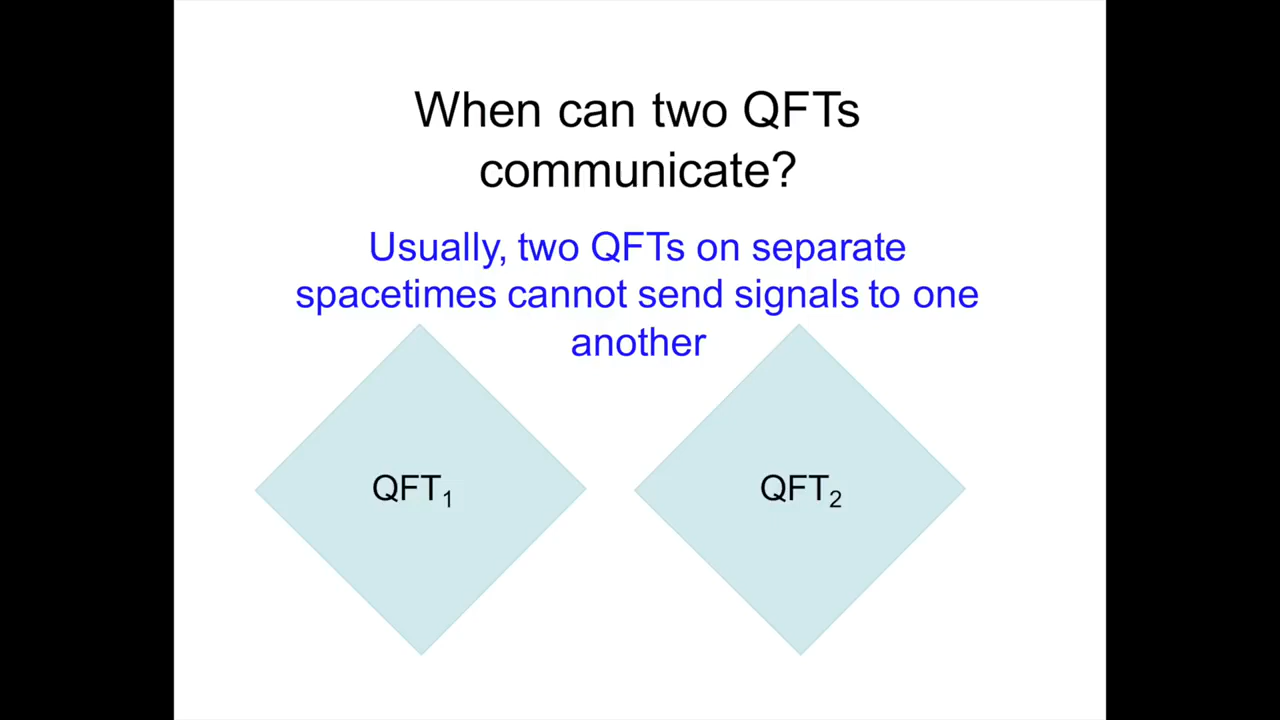 When can two QFTs
communicate?
Usually, two QFTs on separate
spacetimes cannot send signals to one
another
QFT₁
QFT₂